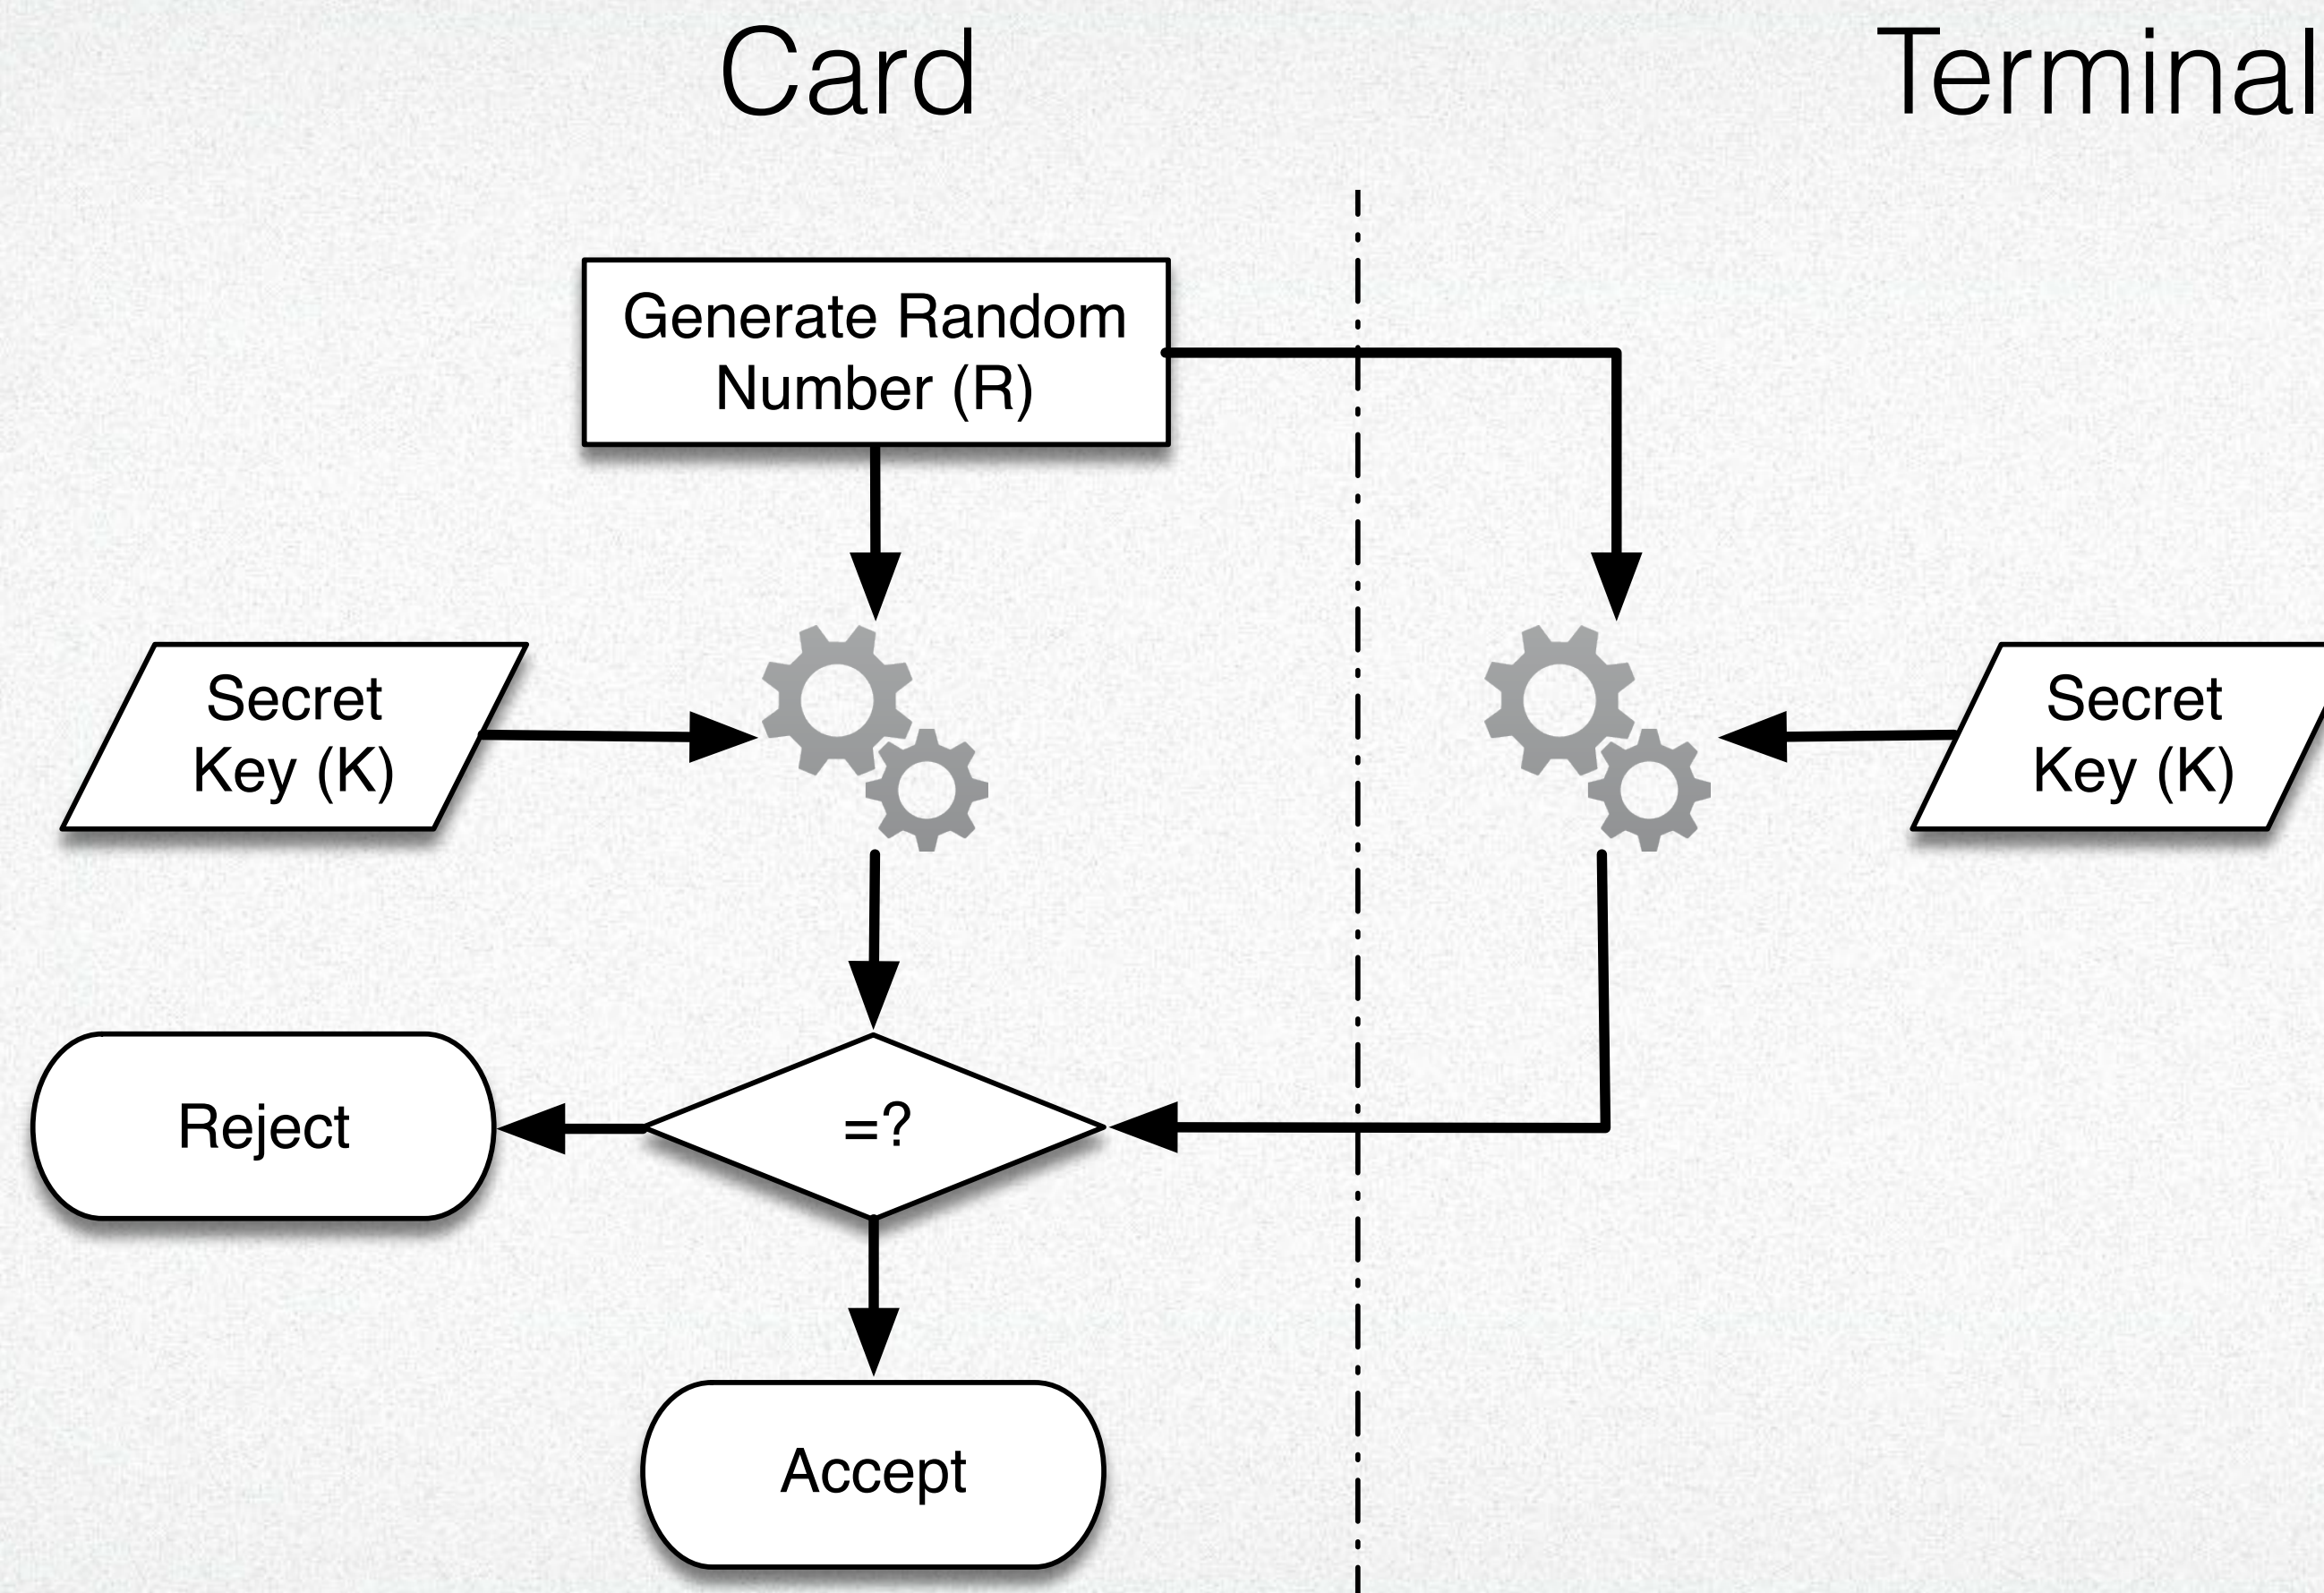 Card
Terminal
Generate Random
Number (R)
Secret
Key (K)
Secret
Key (K)
Reject
=?
Accept